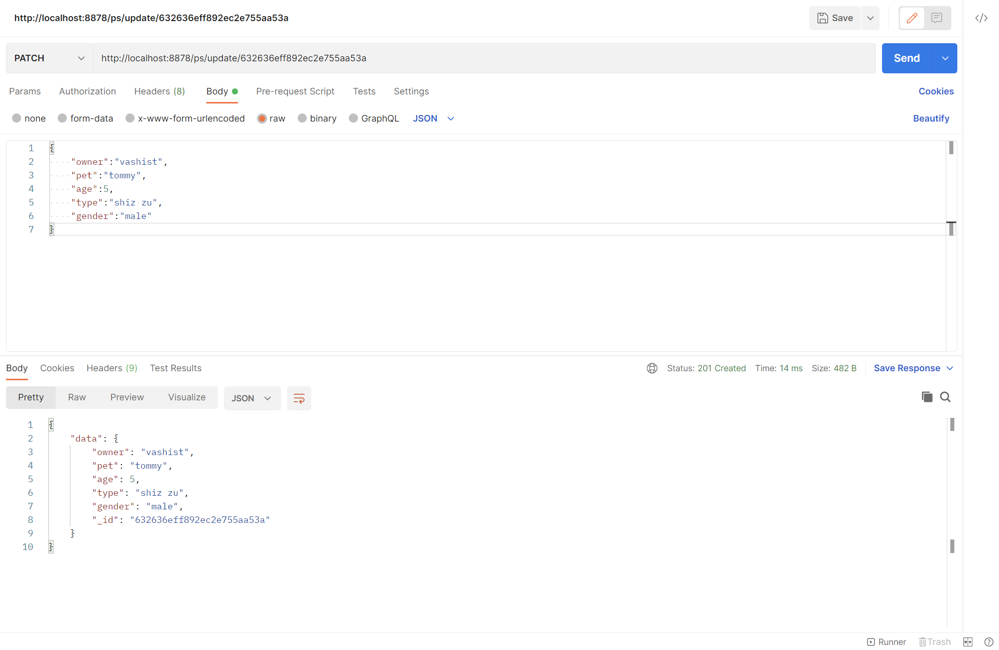 http://localhost:8878/ps/update/632636eff892ec2e755aa53a
Save
PATCH http://localhost:8878/ps/update/632636eff892ec2e755aa53a Send
Params Authorization Headers (8) Body Pre-request Script Tests Settings Cookies
none form-data x-www-form-urlencoded raw binary GraphQL JSON Beautify
1 {
2 "owner":"vashist",
3 "pet":"tommy",
4 "age":5,
5 "type":"shiz zu",
6 "gender":"male"
7 }
Body Cookies Headers (9) Test Results Status: 201 Created Time: 14 ms Size: 482 B Save Response
Pretty Raw Preview Visualize JSON
1 {
2 "data": {
3 "owner": "vashist",
4 "pet": "tommy",
5 "age": 5,
6 "type": "shiz zu",
7 "gender": "male",
8 "_id": "632636eff892ec2e755aa53a"
9 }
10 }
Runner Trash